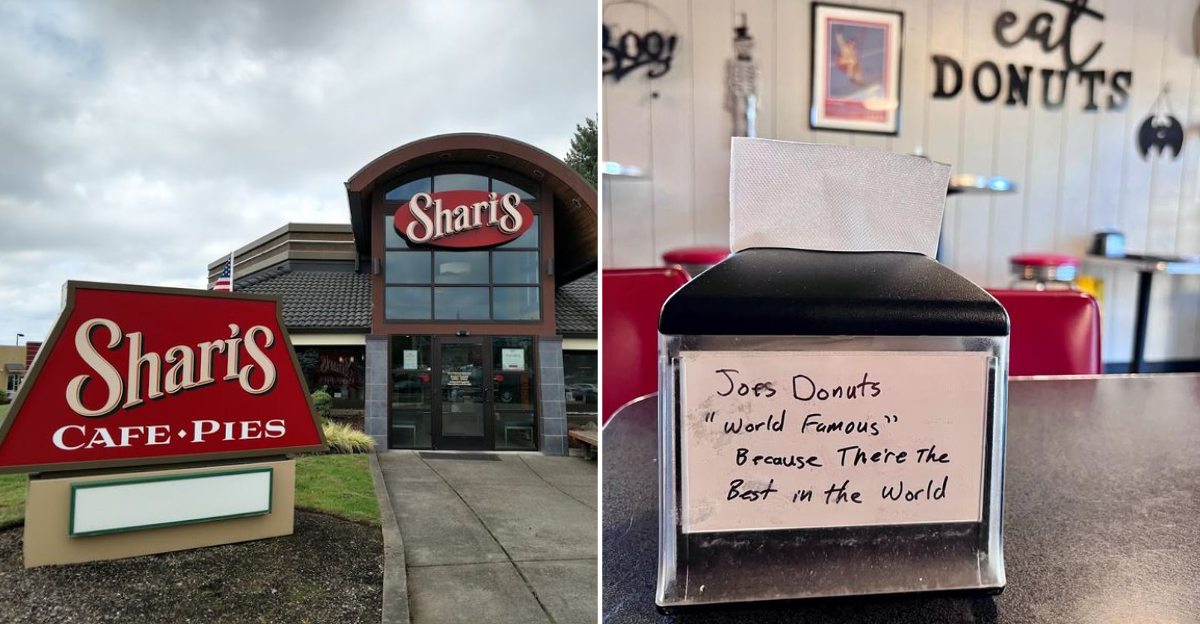 Shari's
Shari's
CAFE • PIES
BOO!
eat
DONUTS
Joes Donuts
"World Famous"
Because There The
Best in the World